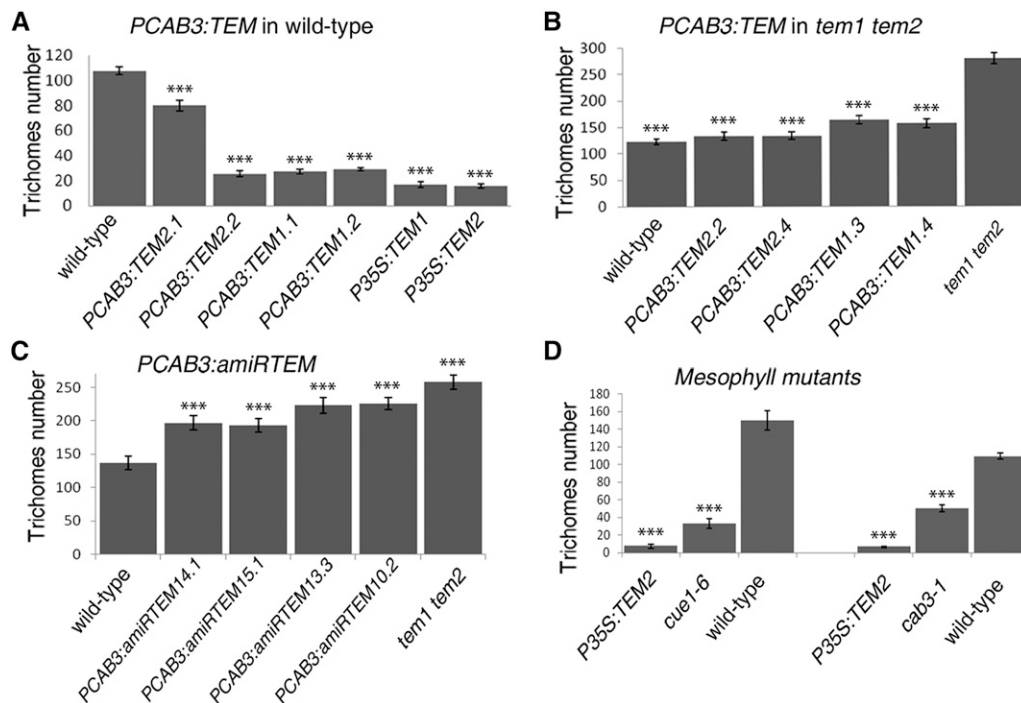 A
PCAB3:TEM in wild-type
Trichomes number
120
100
80
60
40
20
0
***
***
***
***
***
***
wild-type
PCAB3:TEM2.1
PCAB3:TEM2.2
PCAB3:TEM1.1
PCAB3:TEM1.2
P35S:TEM1
P35S:TEM2
B
PCAB3:TEM in tem1 tem2
Trichomes number
300
250
200
150
100
50
0
***
***
***
***
***
wild-type
PCAB3:TEM2.2
PCAB3:TEM2.4
PCAB3:TEM1.3
PCAB3::TEM1.4
tem1 tem2
C
PCAB3:amiRTEM
Trichomes number
250
200
150
100
50
0
***
***
***
***
***
wild-type
PCAB3:amiRTEM14.1
PCAB3:amiRTEM15.1
PCAB3:amiRTEM13.3
PCAB3:amiRTEM10.2
tem1 tem2
D
Mesophyll mutants
Trichomes number
180
160
140
120
100
80
60
40
20
0
***
***
***
***
P35S:TEM2
cue1-6
wild-type
P35S:TEM2
cab3-1
wild-type